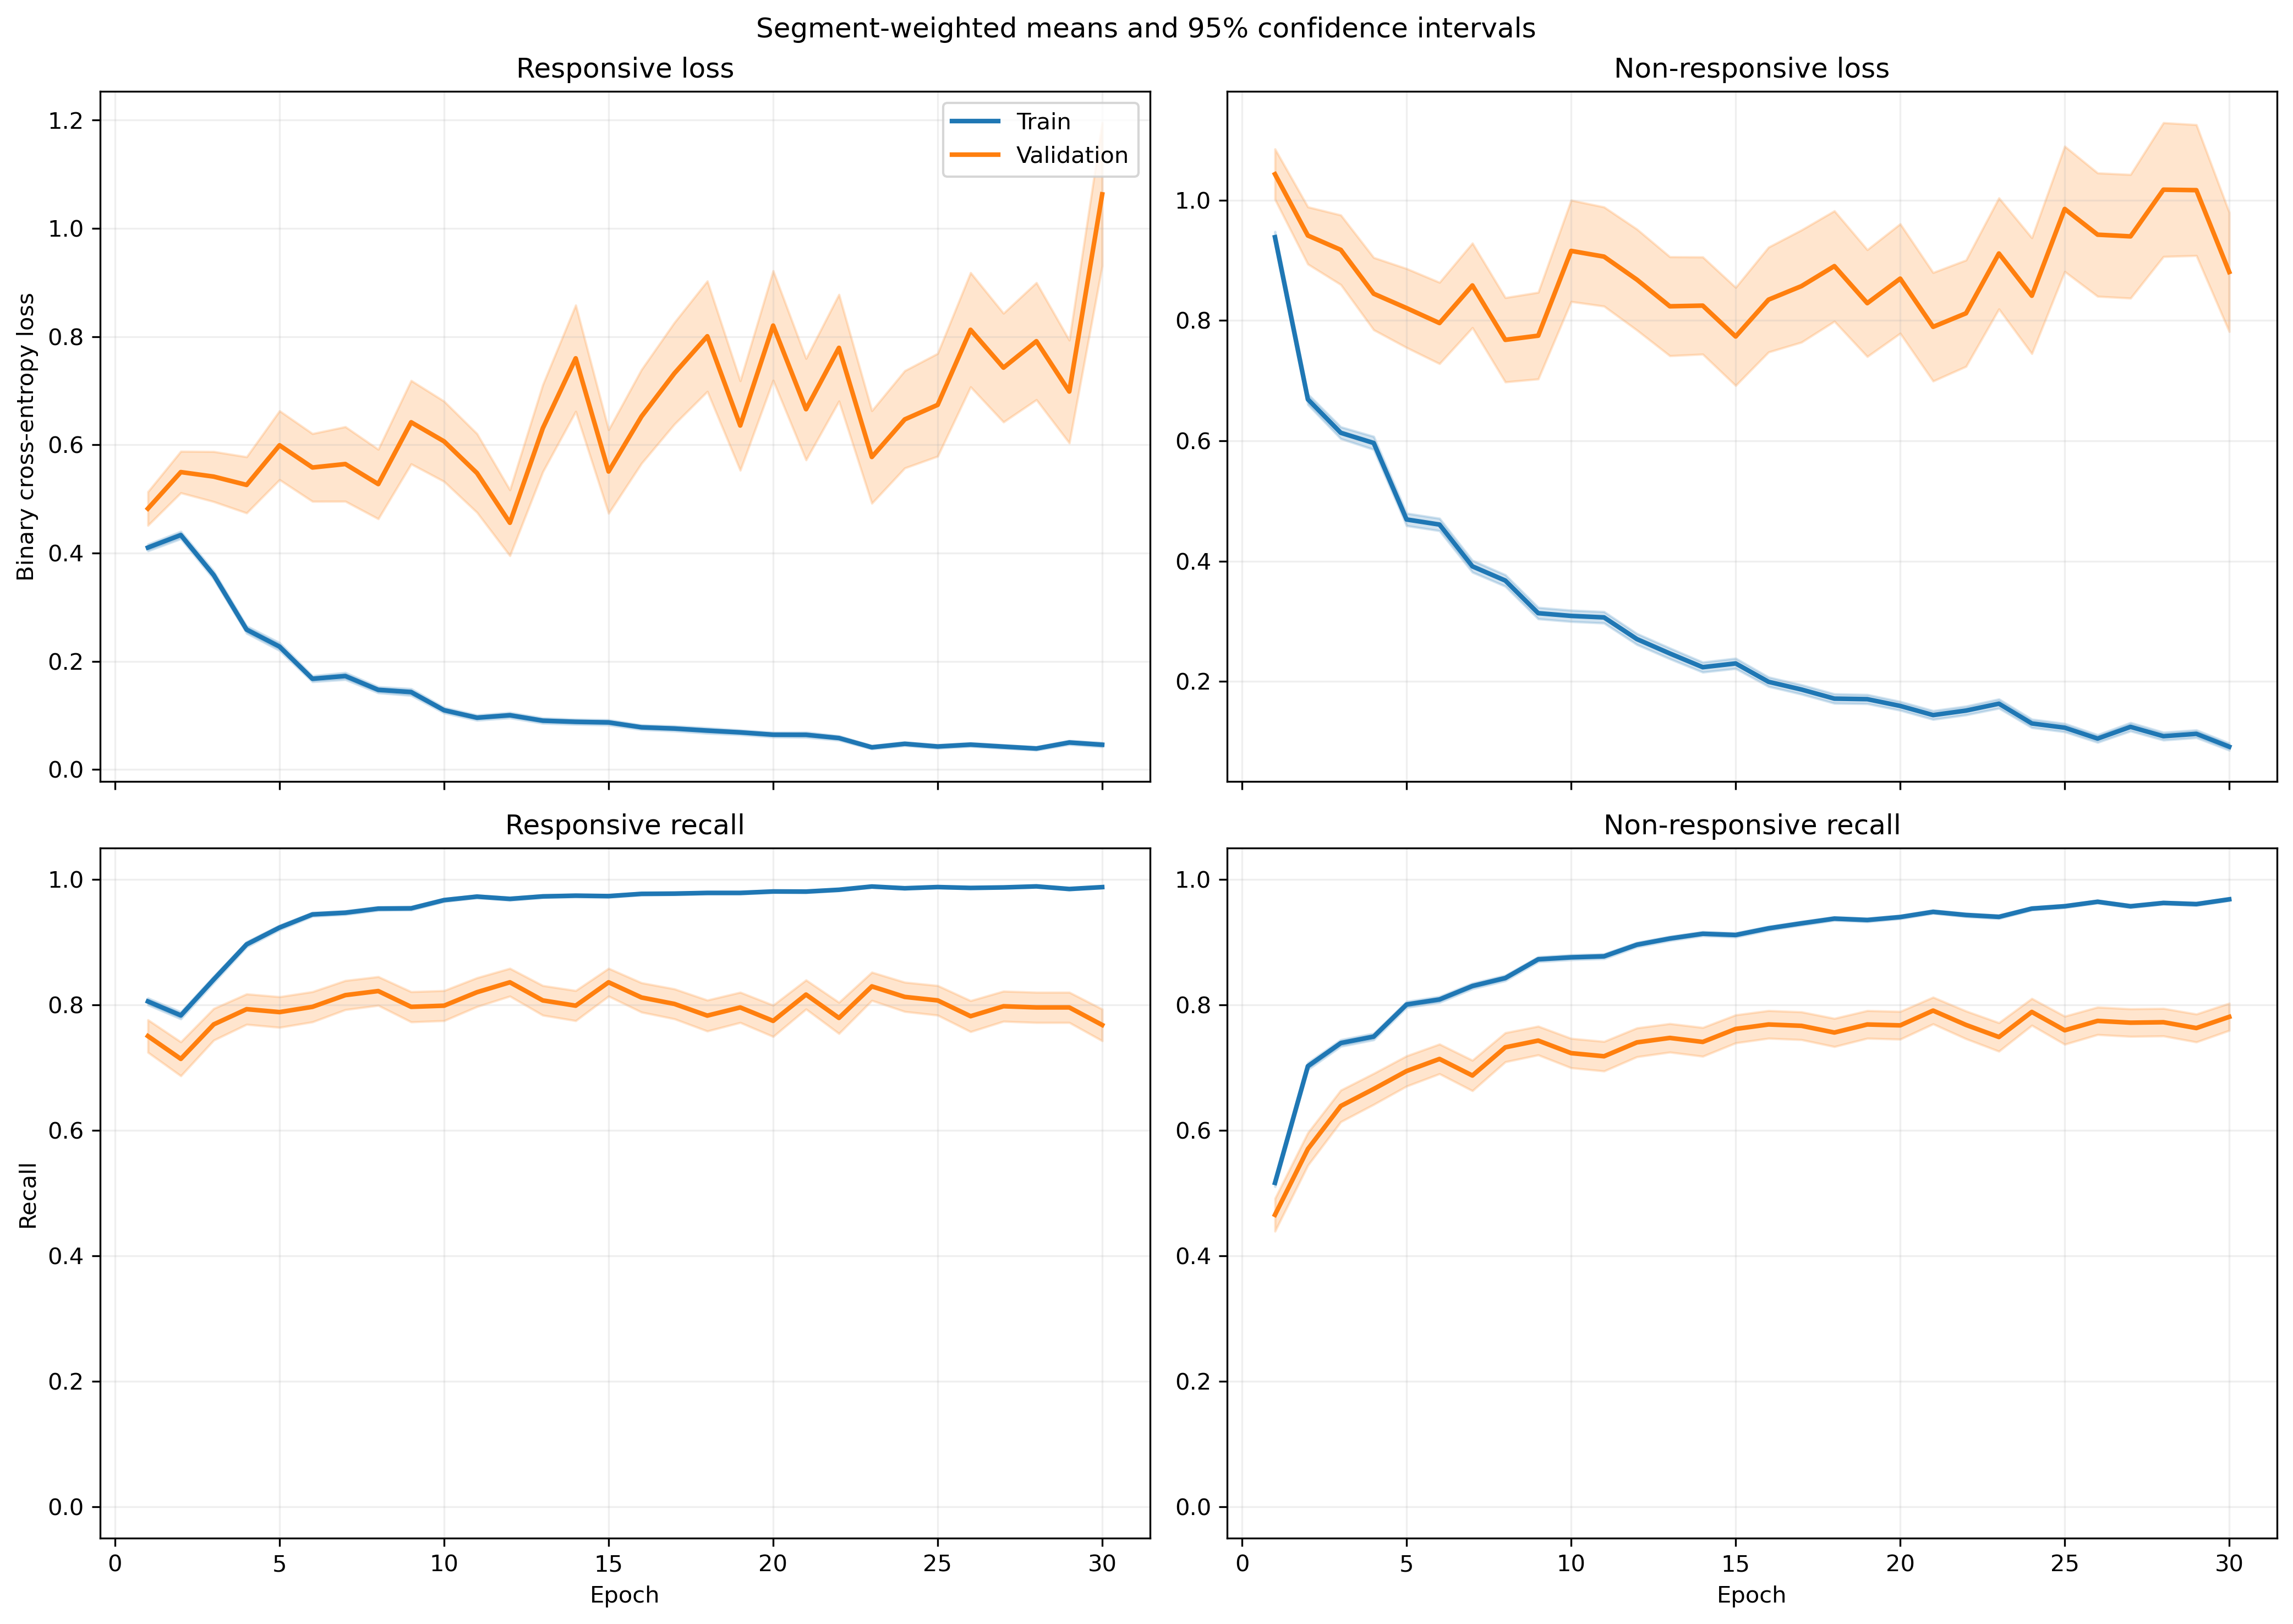 Segment-weighted means and 95% confidence intervals
Responsive loss
Non-responsive loss
Train
Validation
Binary cross-entropy loss
1.2
1.0
0.8
0.6
0.4
0.2
0.0
1.0
0.8
0.6
0.4
0.2
Responsive recall
Non-responsive recall
Recall
1.0
0.8
0.6
0.4
0.2
0.0
0 5 10 15 20 25 30
Epoch
1.0
0.8
0.6
0.4
0.2
0.0
0 5 10 15 20 25 30
Epoch